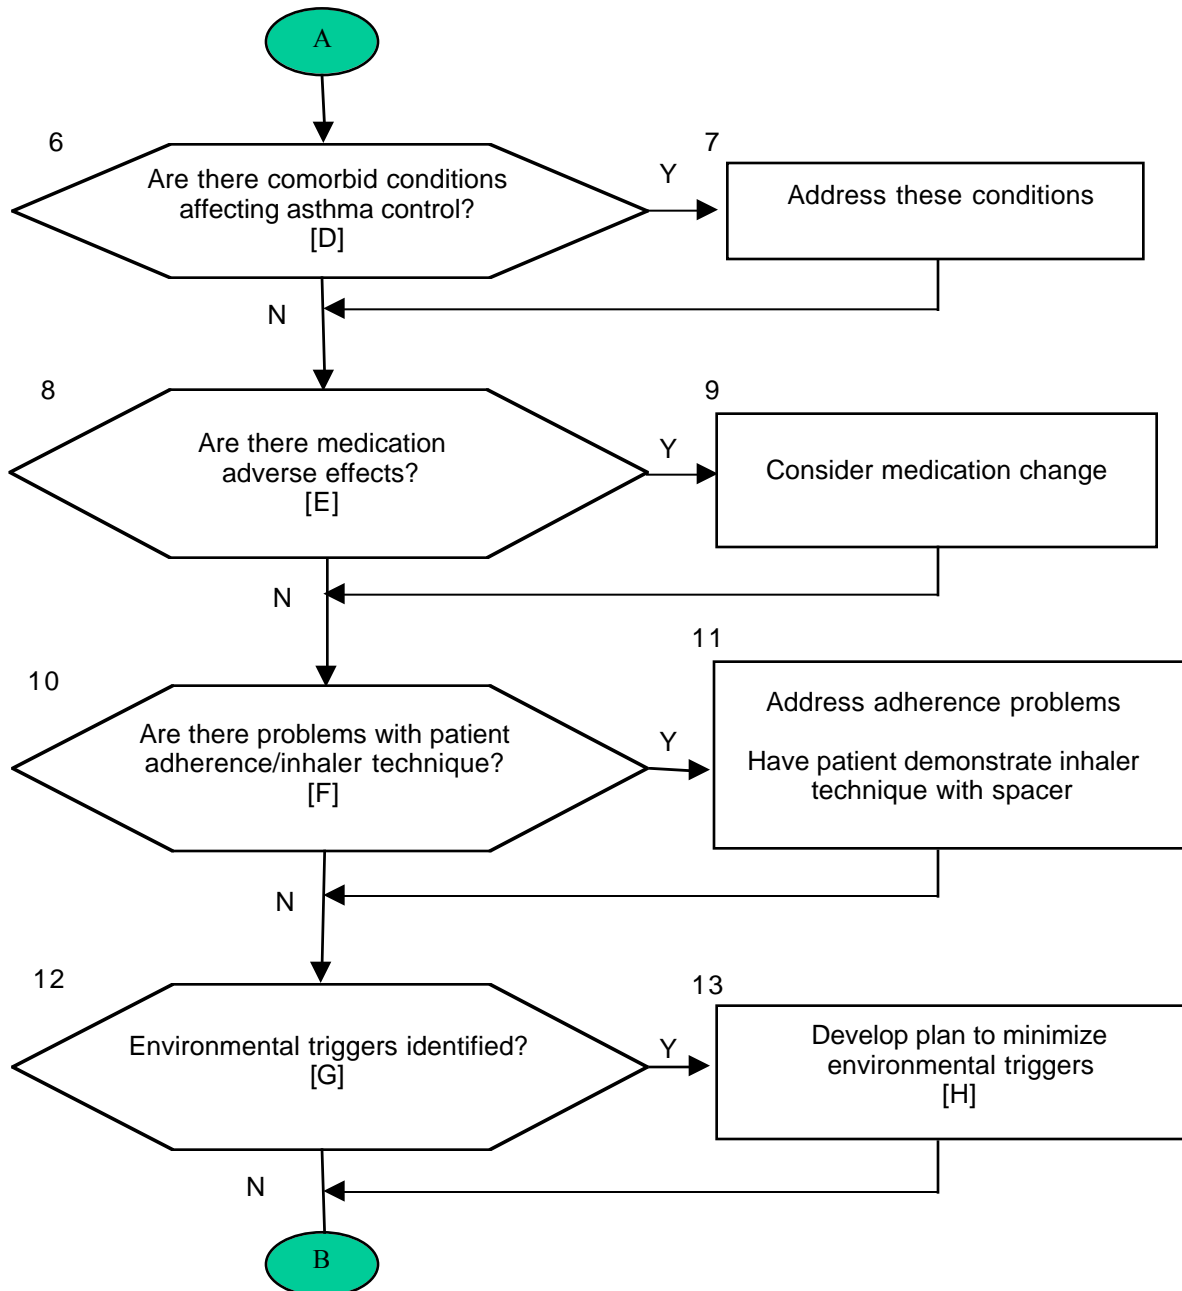 A
6
Are there comorbid conditions
affecting asthma control?
[D]
Y
7
Address these conditions
N
8
Are there medication
adverse effects?
[E]
Y
9
Consider medication change
N
10
Are there problems with patient
adherence/inhaler technique?
[F]
Y
11
Address adherence problems
Have patient demonstrate inhaler
technique with spacer
N
12
Environmental triggers identified?
[G]
Y
13
Develop plan to minimize
environmental triggers
[H]
N
B